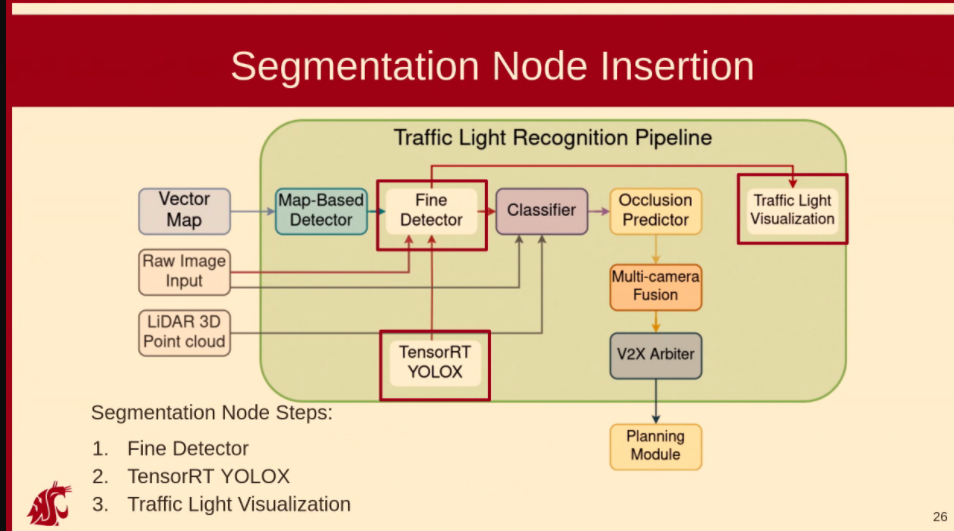 Segmentation Node Insertion
Traffic Light Recognition Pipeline
Vector
Map
Map-Based
Detector
Fine
Detector
Classifier
Occlusion
Predictor
Traffic Light
Visualization
Raw Image
Input
Multi-camera
Fusion
LiDAR 3D
Point cloud
TensorRT
YOLOX
V2X Arbiter
Planning
Module
Segmentation Node Steps:
1. Fine Detector
2. TensorRT YOLOX
3. Traffic Light Visualization
26